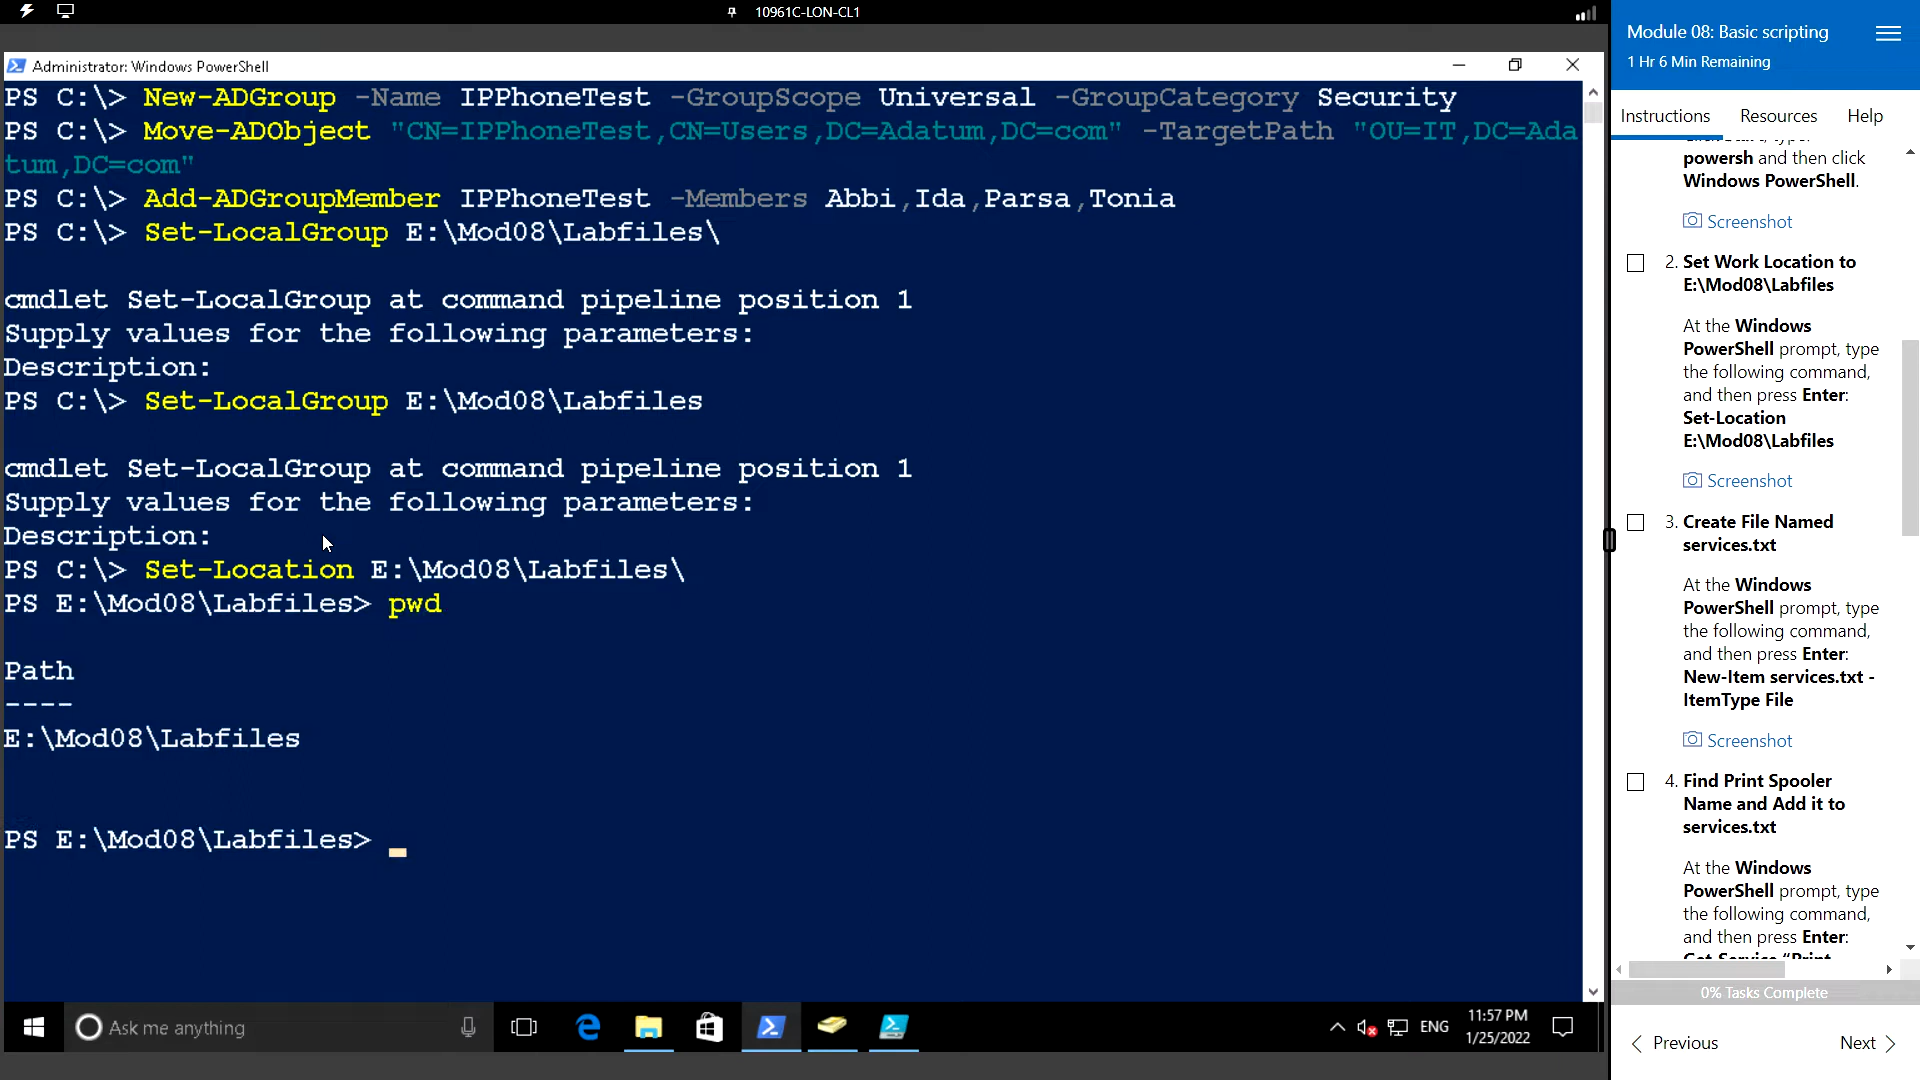 10961C-LON-CL1
Administrator: Windows PowerShell
PS C:\> New-ADGroup -Name IPPhoneTest -GroupScope Universal -GroupCategory Security
PS C:\> Move-ADObject "CN=IPPhoneTest,CN=Users,DC=Adatum,DC=com" -TargetPath "OU=IT,DC=Ada
tum,DC=com"
PS C:\> Add-ADGroupMember IPPhoneTest -Members Abbi,Ida,Parsa,Tonia
PS C:\> Set-LocalGroup E:\Mod08\Labfiles\
cmdlet Set-LocalGroup at command pipeline position 1
Supply values for the following parameters:
Description:
PS C:\> Set-LocalGroup E:\Mod08\Labfiles
cmdlet Set-LocalGroup at command pipeline position 1
Supply values for the following parameters:
Description:
PS C:\> Set-Location E:\Mod08\Labfiles\
PS E:\Mod08\Labfiles> pwd
Path
----
E:\Mod08\Labfiles
PS E:\Mod08\Labfiles>
Ask me anything
ENG
11:57 PM
1/25/2022
Module 08: Basic scripting
1 Hr 6 Min Remaining
Instructions Resources Help
powersh and then click
Windows PowerShell.
Screenshot
2. Set Work Location to
E:\Mod08\Labfiles
At the Windows
PowerShell prompt, type
the following command,
and then press Enter:
Set-Location
E:\Mod08\Labfiles
Screenshot
3. Create File Named
services.txt
At the Windows
PowerShell prompt, type
the following command,
and then press Enter:
New-Item services.txt -
ItemType File
Screenshot
4. Find Print Spooler
Name and Add it to
services.txt
At the Windows
PowerShell prompt, type
the following command,
and then press Enter:
Get-Service “Print
0% Tasks Complete
Previous
Next